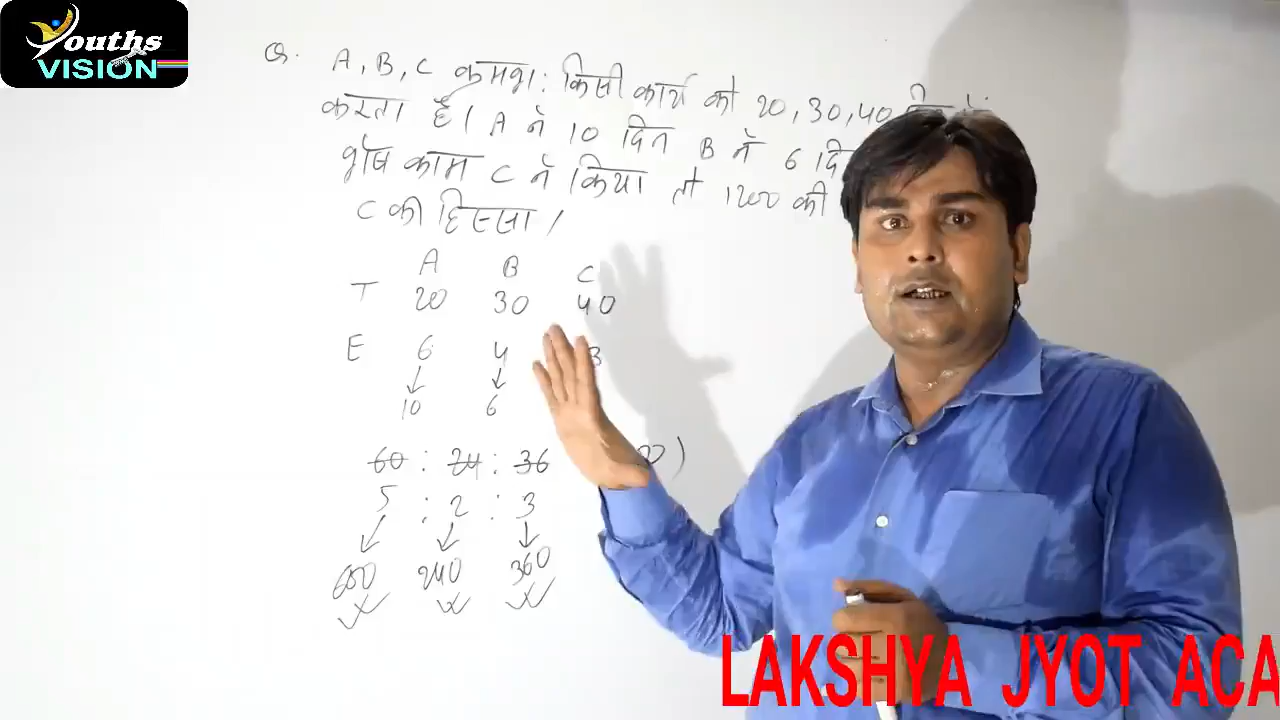 Youths
VISION
Q. A, B, C क्रमश: किसी कार्य को 20, 30, 40
करता है। A ने 10 दिन B ने 6
शेष काम C ने किया तो 1200 की
C की हिस्सा।
A B C
T 20 30 40
E 6 4 3
10 6
60 : 24 : 36
5 : 2 : 3
600 240 360
LAKSHYA JYOT ACA